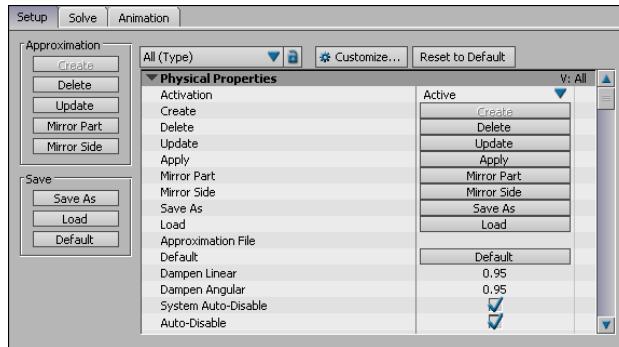 Setup Solve Animation
Approximation
Create
Delete
Update
Mirror Part
Mirror Side
Save
Save As
Load
Default
All (Type) Customize... Reset to Default
Physical Properties V: All
Activation Active
Create Create
Delete Delete
Update Update
Apply Apply
Mirror Part Mirror Part
Mirror Side Mirror Side
Save As Save As
Load Load
Approximation File
Default Default
Dampen Linear 0.95
Dampen Angular 0.95
System Auto-Disable
Auto-Disable